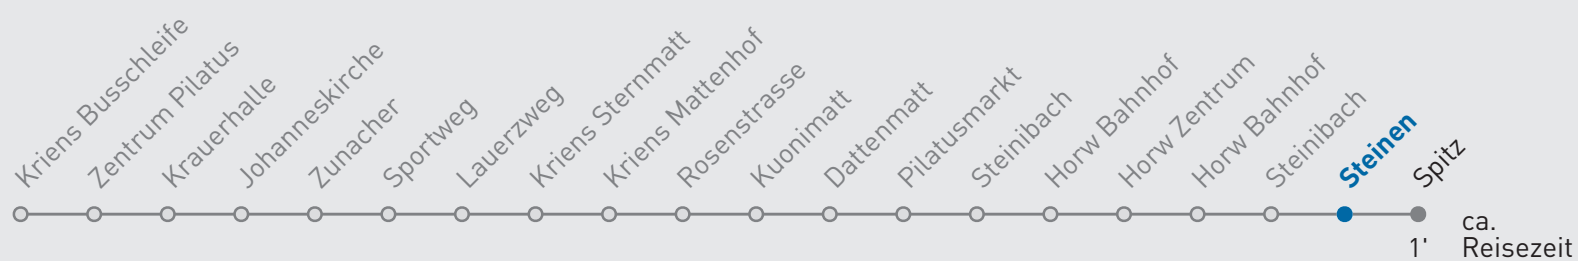 Kriens Busschleife
Zentrum Pilatus
Krauerhalle
Johanneskirche
Zunacher
Sportweg
Lauerzweg
Kriens Sternmatt
Kriens Mattenhof
Rosenstrasse
Kuonimatt
Dattenmatt
Pilatusmarkt
Steinibach
Horw Bahnhof
Horw Zentrum
Horw Bahnhof
Steinibach
Steinen
Spitz
ca.
1' Reisezeit